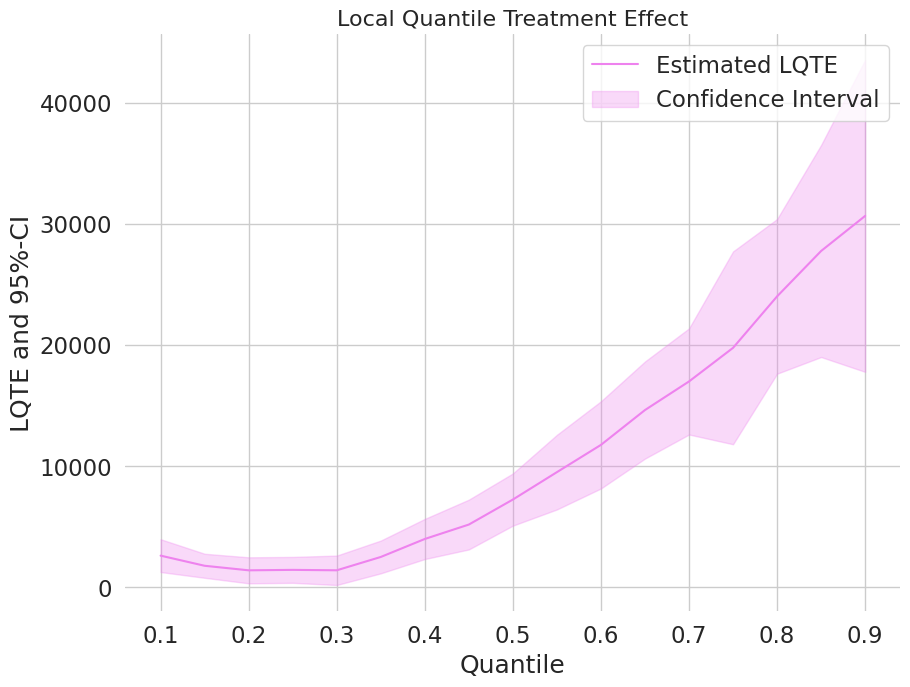 Local Quantile Treatment Effect
Estimated LQTE
Confidence Interval
LQTE and 95%-CI
40000
30000
20000
10000
0
0.1 0.2 0.3 0.4 0.5 0.6 0.7 0.8 0.9
Quantile